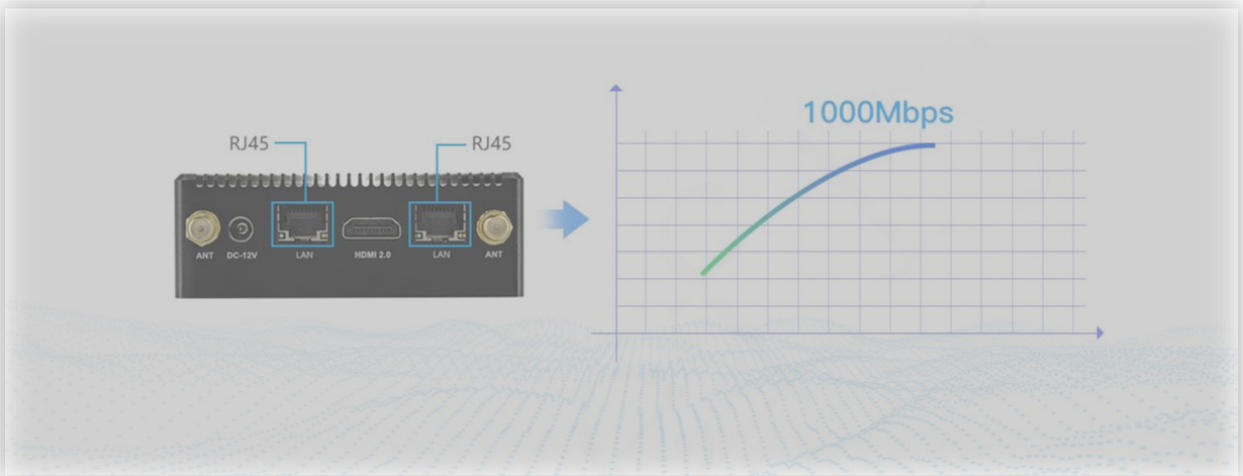 1000Mbps
RJ45
RJ45
ANT
DC-12V
LAN
HDMI 2.0
LAN
ANT